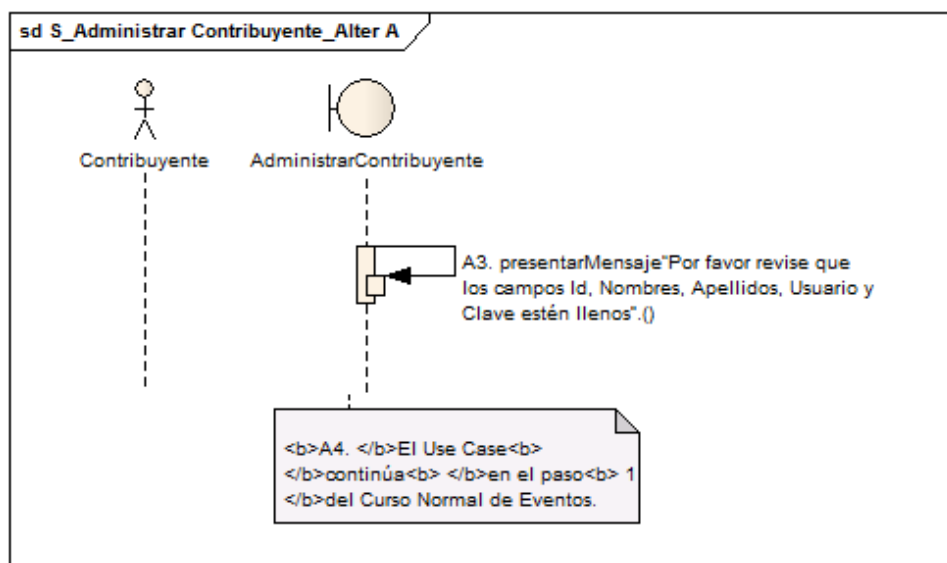 sd S_Administrar Contribuyente_Alter A
Contribuyente
AdministrarContribuyente
A3. presentarMensaje"Por favor revise que
los campos Id, Nombres, Apellidos, Usuario y
Clave estén llenos".()
<b>A4. </b>El Use Case<b>
</b>continúa<b> </b>en el paso<b> 1
</b>del Curso Normal de Eventos.